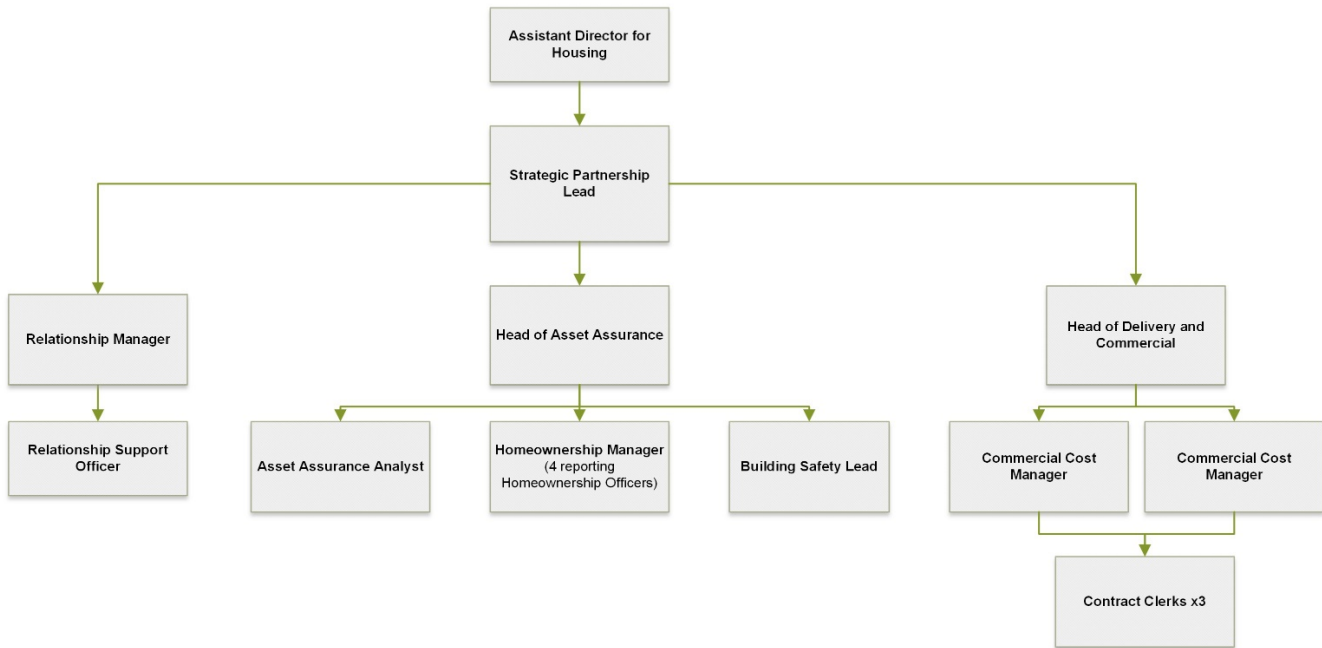 Assistant Director for
Housing
Strategic Partnership
Lead
Relationship Manager
Head of Asset Assurance
Head of Delivery and
Commercial
Relationship Support
Officer
Asset Assurance Analyst
Homeownership Manager
(4 reporting
Homeownership Officers)
Building Safety Lead
Commercial Cost
Manager
Commercial Cost
Manager
Contract Clerks x3